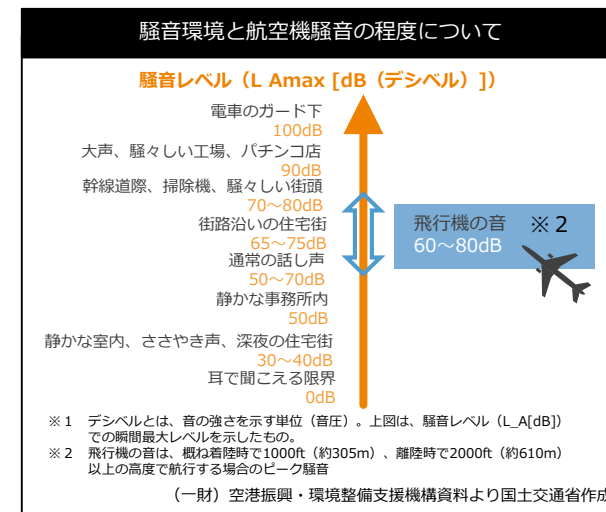 騒音環境と航空機騒音の程度について
騒音レベル（L Amax [dB（デシベル）])
電車のガード下
100dB
大声、騒々しい工場、パチンコ店
90dB
幹線道際、掃除機、騒々しい街頭
70～80dB
街路沿いの住宅街
65～75dB
通常の話し声
50～70dB
静かな事務所内
50dB
静かな室内、ささやき声、深夜の住宅街
30～40dB
耳で聞こえる限界
0dB
飛行機の音 ※２
60～80dB
※１ デシベルとは、音の強さを示す単位（音圧）。上図は、騒音レベル（L_A[dB]）
での瞬間最大レベルを示したもの。
※２ 飛行機の音は、概ね着陸時で1000ft（約305m）、離陸時で2000ft（約610m）
以上の高度で航行する場合のピーク騒音
（一財）空港振興・環境整備支援機構資料より国土交通省作成